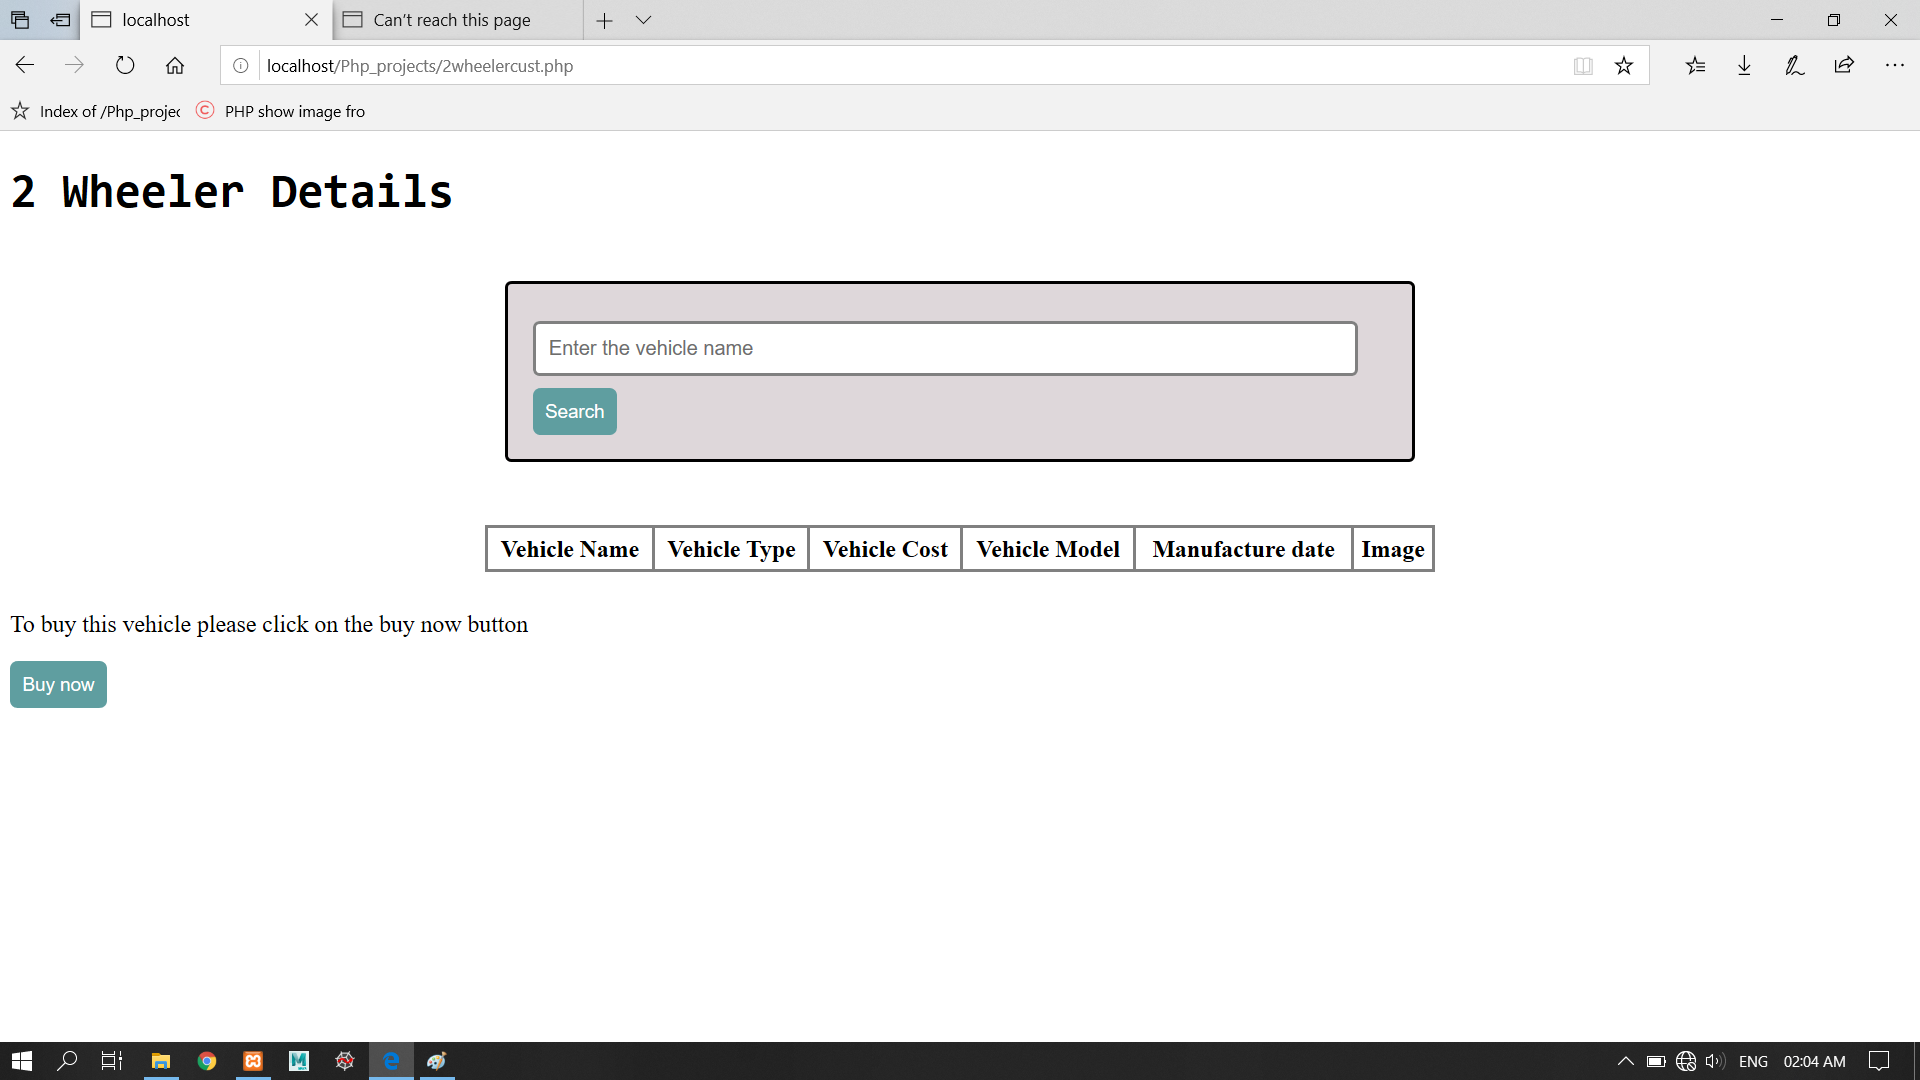 localhost
Can't reach this page
localhost/Php_projects/2wheelercust.php
Index of /Php_projec
PHP show image fro
2 Wheeler Details
Enter the vehicle name
Search
Vehicle Name Vehicle Type Vehicle Cost Vehicle Model Manufacture date Image
To buy this vehicle please click on the buy now button
Buy now
ENG 02:04 AM